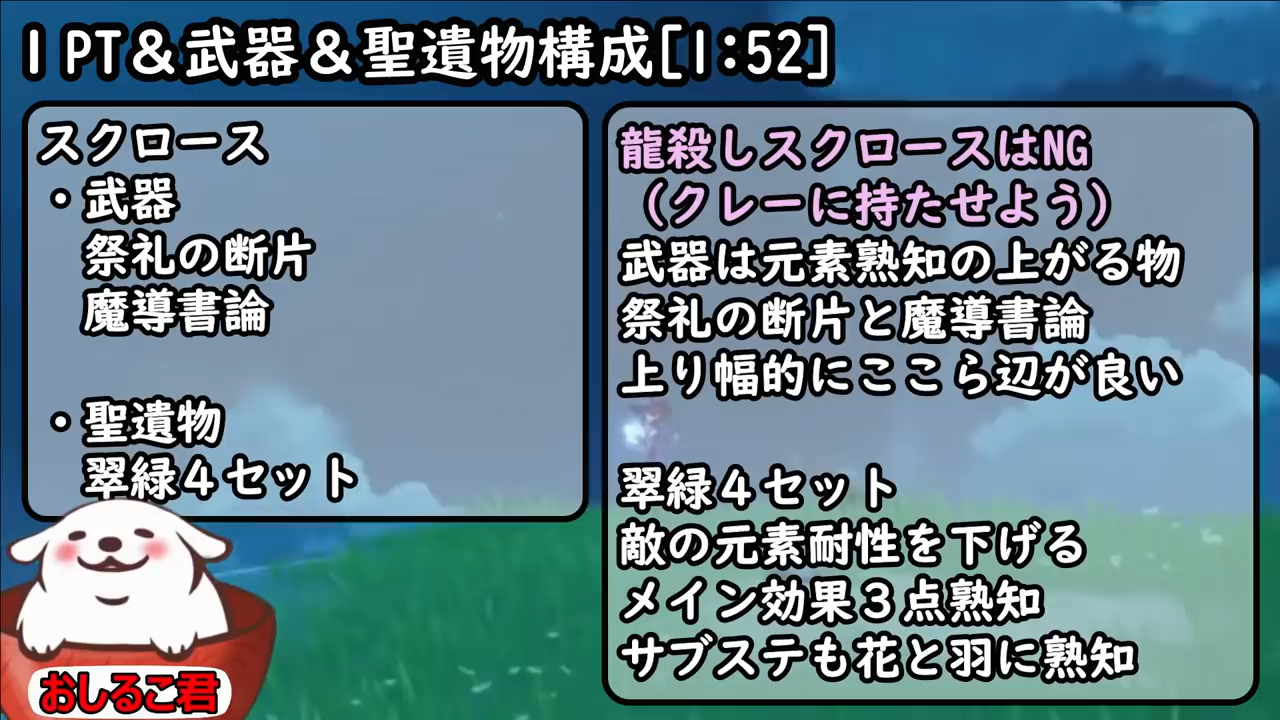 1 PT＆武器＆聖遺物構成[1:52]
スクロース
・武器
祭礼の断片
魔導書論
・聖遺物
翠緑４セット
龍殺しスクロースはNG
（クレーに持たせよう）
武器は元素熟知の上がる物
祭礼の断片と魔導書論
上り幅的にここら辺が良い
翠緑４セット
敵の元素耐性を下げる
メイン効果３点熟知
サブステも花と羽に熟知
おしるこ君